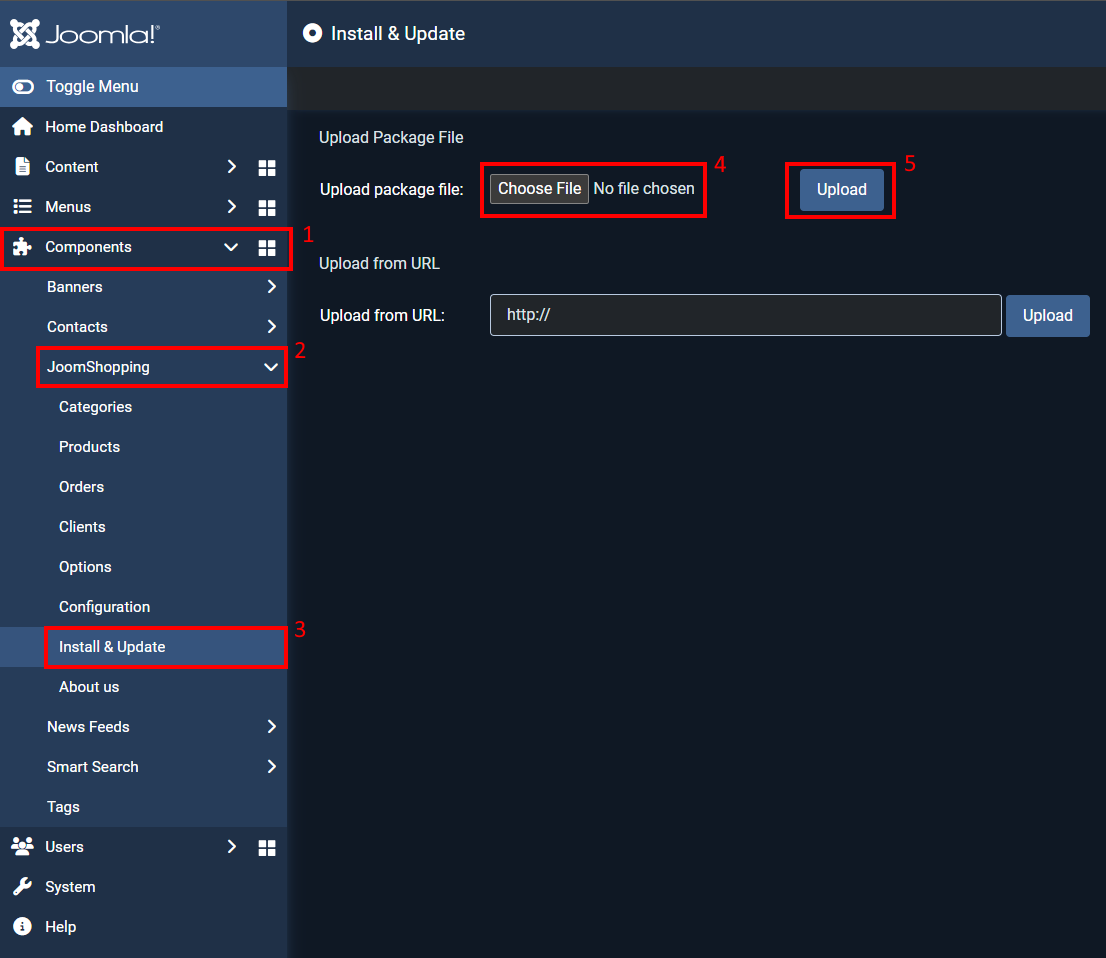 Joomla!®
Install & Update
Toggle Menu
Home Dashboard
Content
Menus
Components
1
Banners
Contacts
JoomShopping
2
Categories
Products
Orders
Clients
Options
Configuration
Install & Update
3
About us
News Feeds
Smart Search
Tags
Users
System
Help
Upload Package File
Upload package file: Choose File No file chosen
4
Upload
5
Upload from URL
Upload from URL: http:// Upload